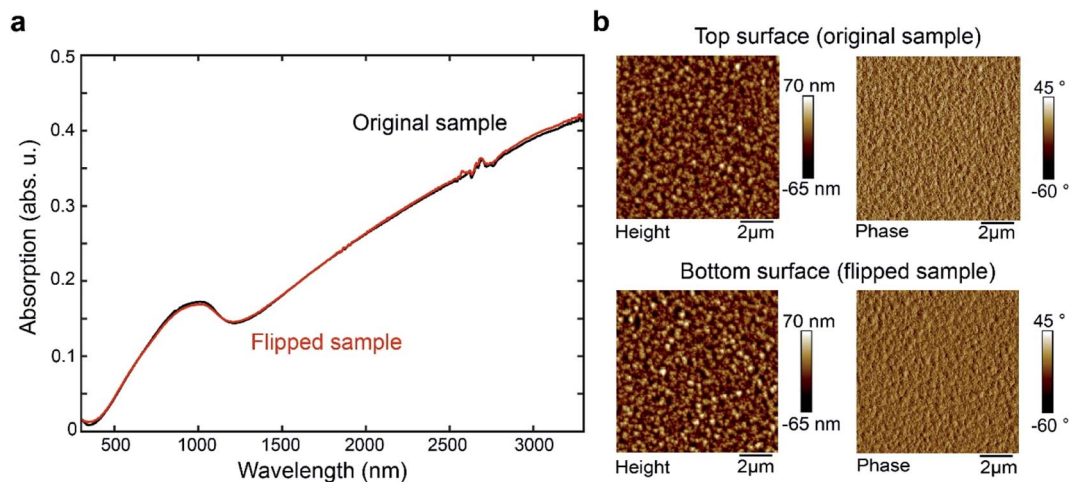 a
0.5
0.4
0.3
0.2
0.1
0
500
1000
1500
2000
2500
3000
Absorption (abs. u.)
Wavelength (nm)
Original sample
Flipped sample
b
Top surface (original sample)
70 nm
-65 nm
Height
2µm
45 °
-60 °
Phase
2µm
Bottom surface (flipped sample)
70 nm
-65 nm
Height
2µm
45 °
-60 °
Phase
2µm